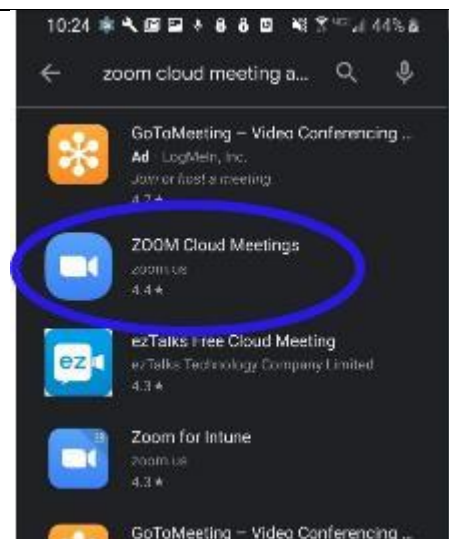 10:24
44%
zoom cloud meeting a...
GoToMeeting – Video Conferencing ...
Ad LogMeIn, Inc.
Join or host a meeting.
4.2★
ZOOM Cloud Meetings
zoom.us
4.4★
ezTalks Free Cloud Meeting
ez
ezTalks Technology Company Limited
4.3★
Zoom for Intune
zoom.us
4.3★
GoToMeeting – Video Conferencing ...